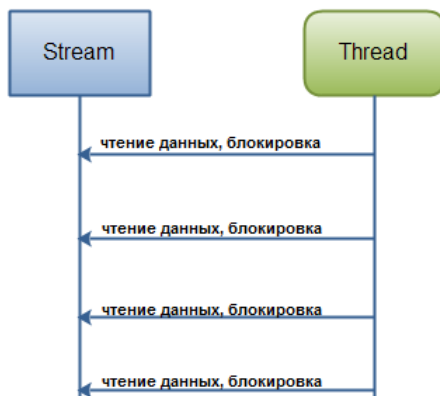 Stream
Thread
чтение данных, блокировка
чтение данных, блокировка
чтение данных, блокировка
чтение данных, блокировка